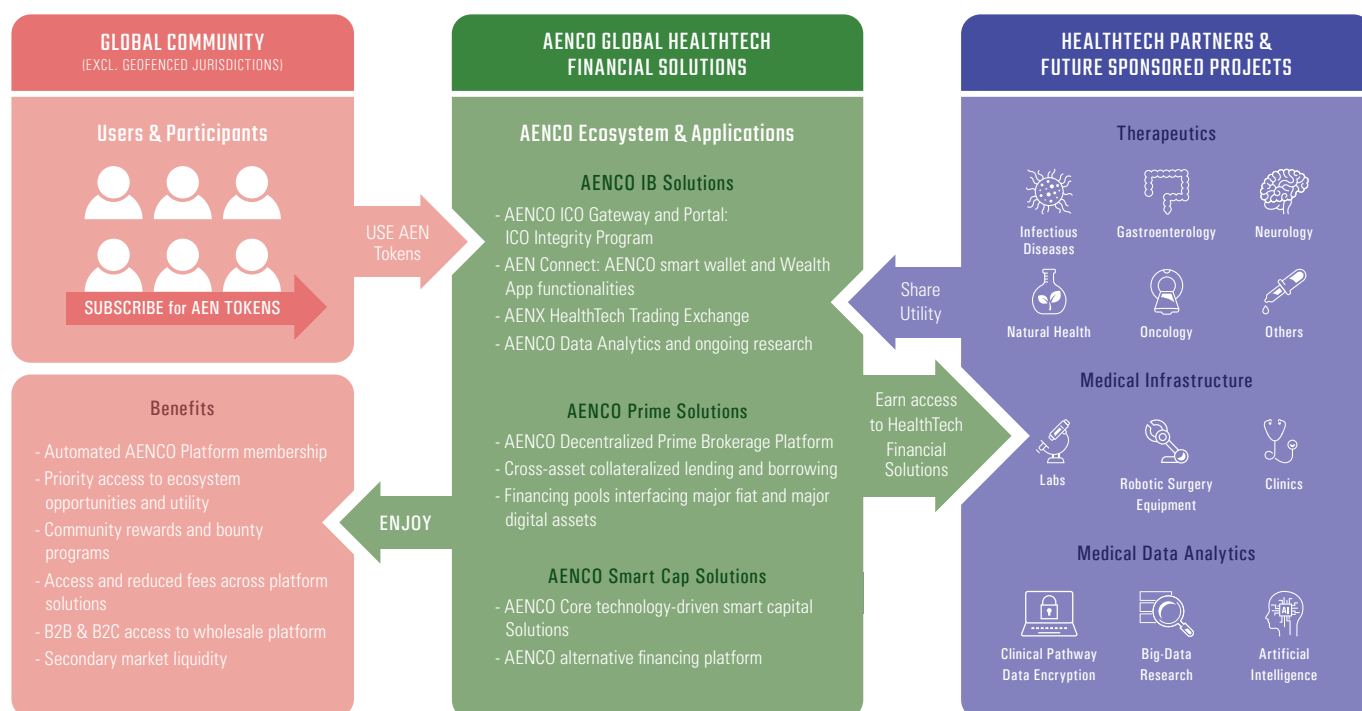 GLOBAL COMMUNITY
(EXCL. GEOFENCED JURISDICTIONS)
Users & Participants
SUBSCRIBE for AEN TOKENS
USE AEN
Tokens
Benefits
- Automated AENCO Platform membership
- Priority access to ecosystem
opportunities and utility
- Community rewards and bounty
programs
- Access and reduced fees across platform
solutions
- B2B & B2C access to wholesale platform
- Secondary market liquidity
ENJOY
AENCO GLOBAL HEALTHTECH
FINANCIAL SOLUTIONS
AENCO Ecosystem & Applications
AENCO IB Solutions
- AENCO ICO Gateway and Portal:
ICO Integrity Program
- AEN Connect: AENCO smart wallet and Wealth
App functionalities
- AENX HealthTech Trading Exchange
- AENCO Data Analytics and ongoing research
AENCO Prime Solutions
- AENCO Decentralized Prime Brokerage Platform
- Cross-asset collateralized lending and borrowing
- Financing pools interfacing major fiat and major
digital assets
AENCO Smart Cap Solutions
- AENCO Core technology-driven smart capital
Solutions
- AENCO alternative financing platform
Share
Utility
Earn access
to HealthTech
Financial
Solutions
HEALTHTECH PARTNERS &
FUTURE SPONSORED PROJECTS
Therapeutics
Infectious
Diseases
Gastroenterology
Neurology
Natural Health
Oncology
Others
Medical Infrastructure
Labs
Robotic Surgery
Equipment
Clinics
Medical Data Analytics
Clinical Pathway
Data Encryption
Big-Data
Research
AI
Artificial
Intelligence